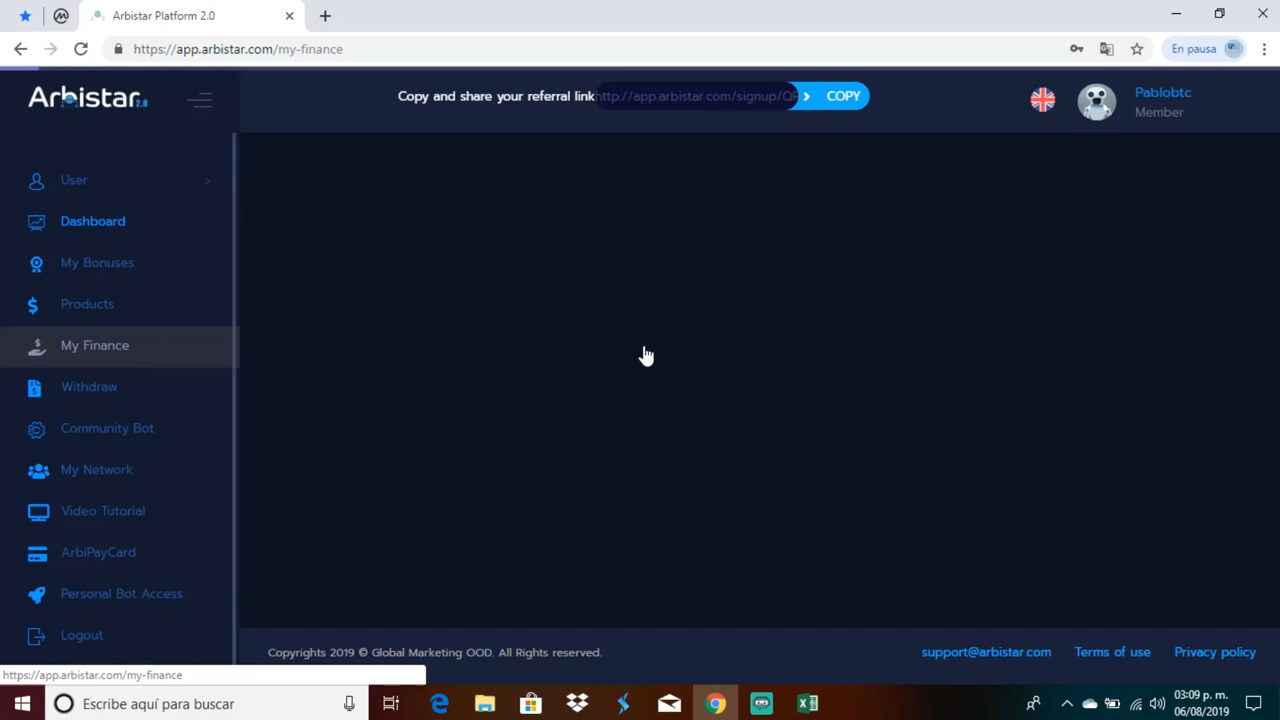 Arbistar Platform 2.0
https://app.arbistar.com/my-finance
En pausa
Arbistar 2.0
Copy and share your referral link
http://app.arbistar.com/signup/
COPY
Pablobtc
Member
User
Dashboard
My Bonuses
Products
My Finance
Withdraw
Community Bot
My Network
Video Tutorial
ArbiPayCard
Personal Bot Access
Logout
Copyrights 2019 © Global Marketing OOD. All Rights reserved.
support@arbistar.com
Terms of use
Privacy policy
https://app.arbistar.com/my-finance
Escribe aquí para buscar
03:09 p. m.
06/08/2019